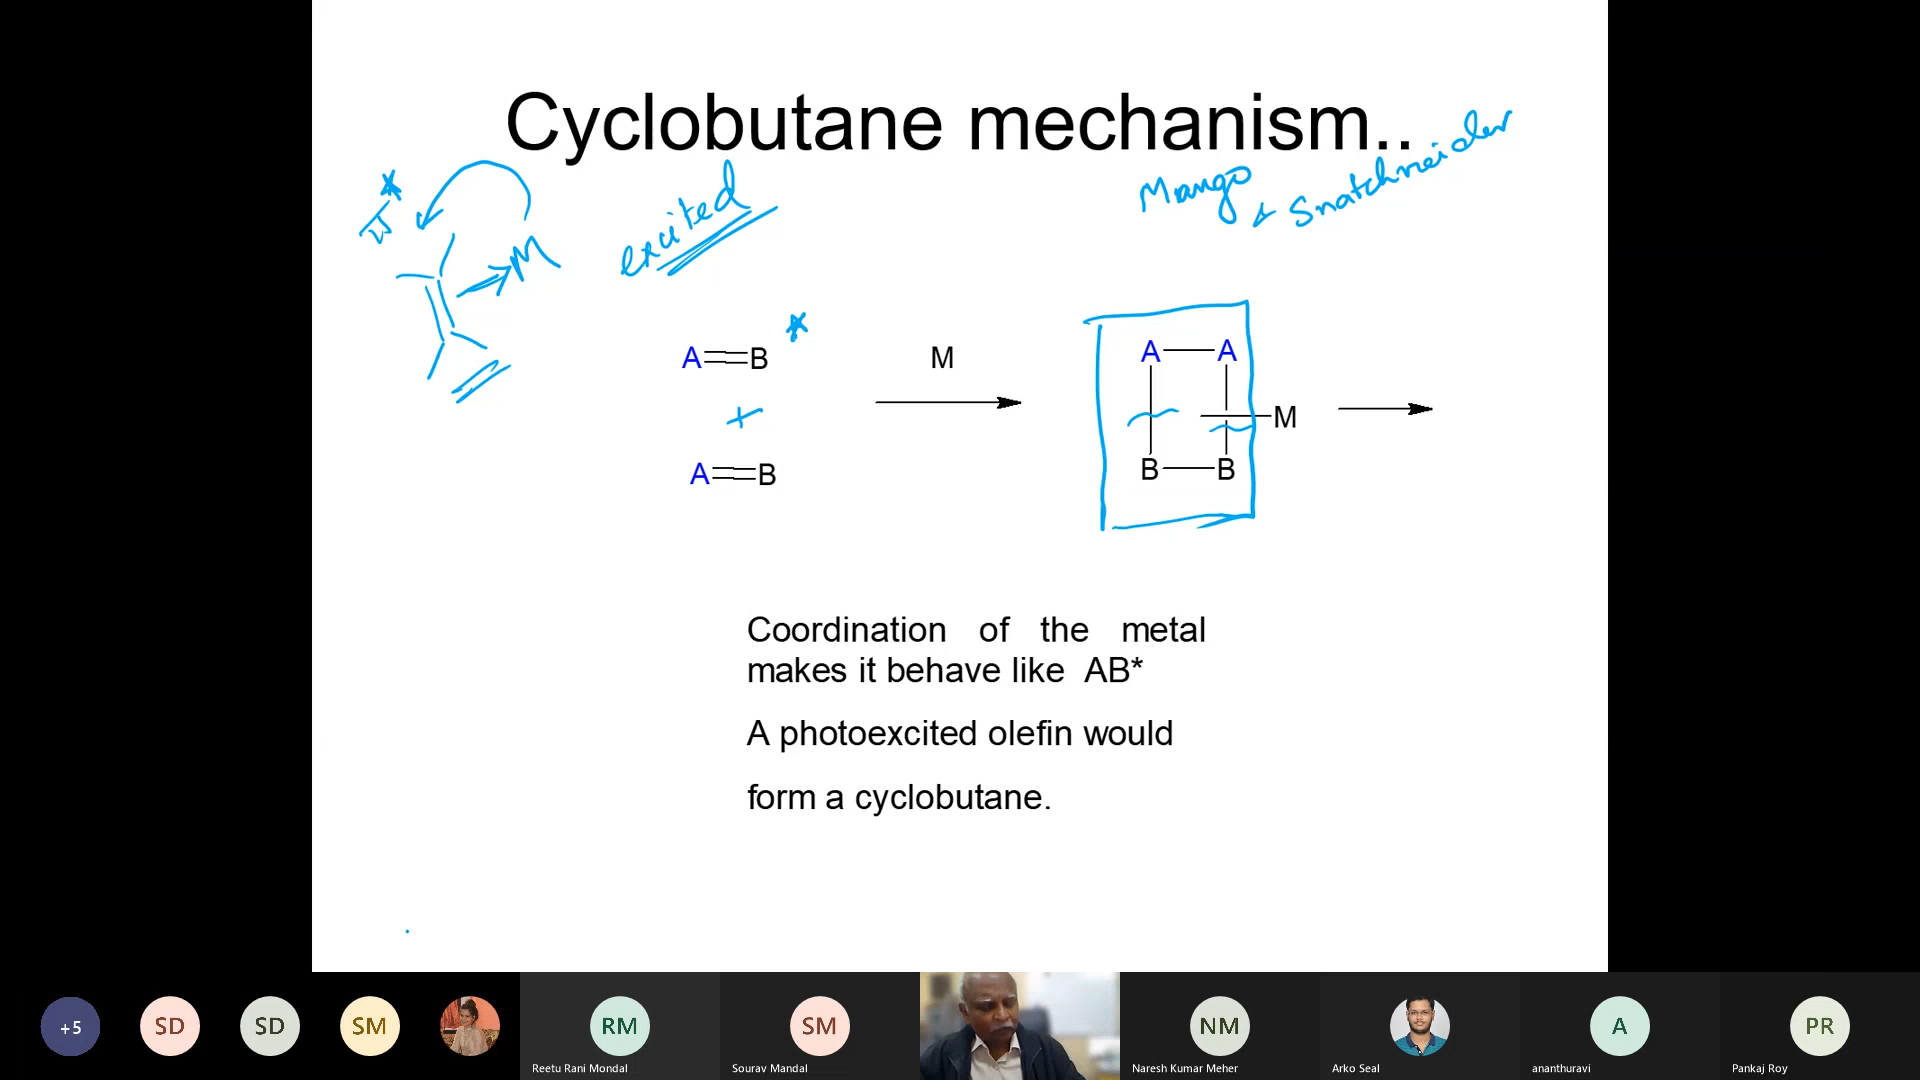 Cyclobutane mechanism..
π*
M
excited
Mango
& Snatchneider
A=B *
+
A=B
M
A—A
M
B—B
Coordination of the metal
makes it behave like AB*
A photoexcited olefin would
form a cyclobutane.
+5
SD
SD
SM
RM
Reetu Rani Mondal
SM
Sourav Mandal
NM
Naresh Kumar Meher
Arko Seal
A
ananthuravi
PR
Pankaj Roy